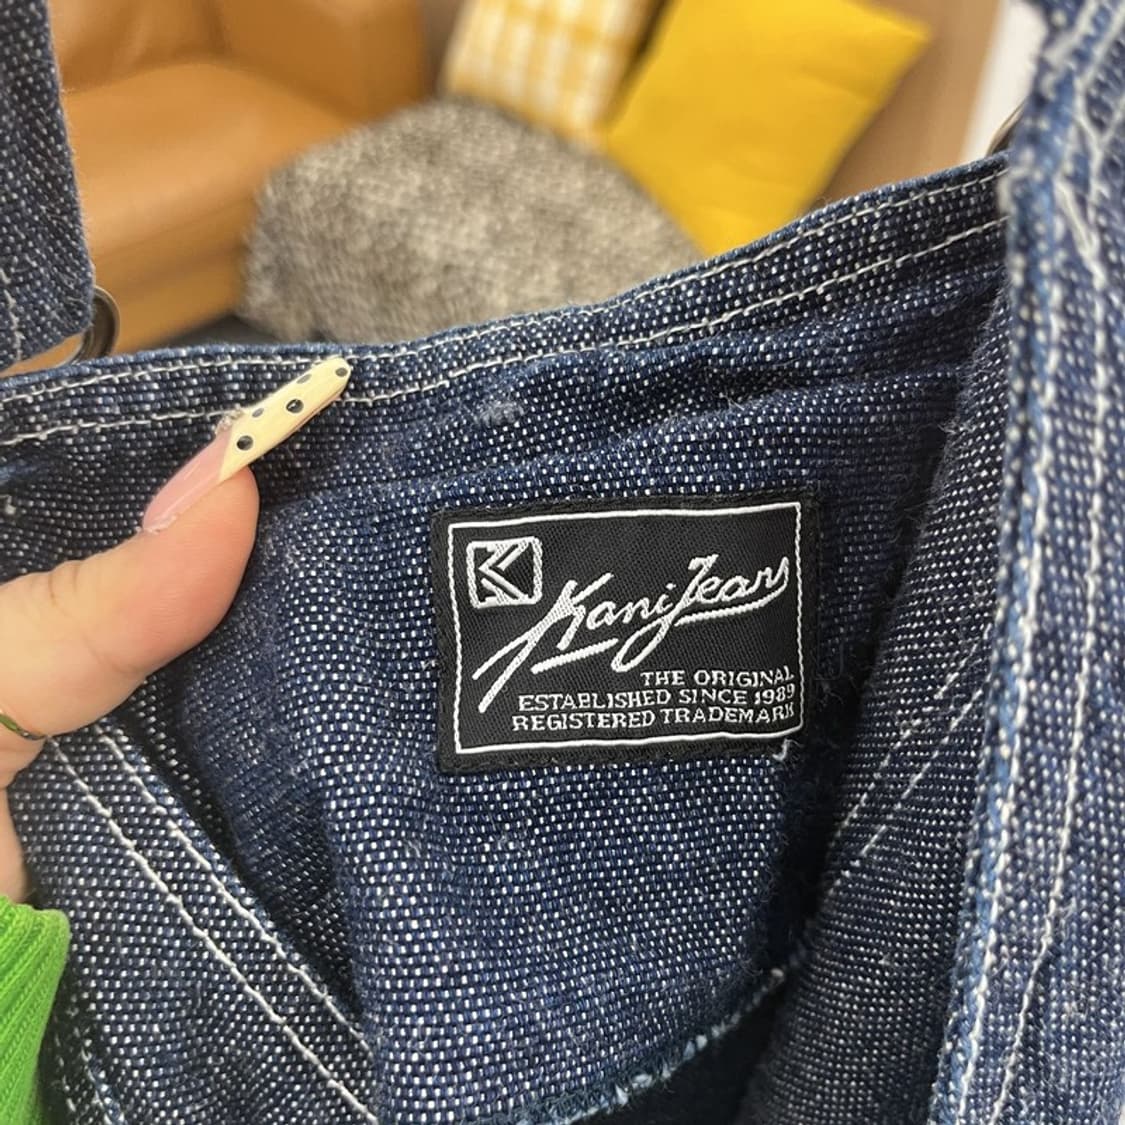 K
Kani Jeans
THE ORIGINAL
ESTABLISHED SINCE 1989
REGISTERED TRADEMARK